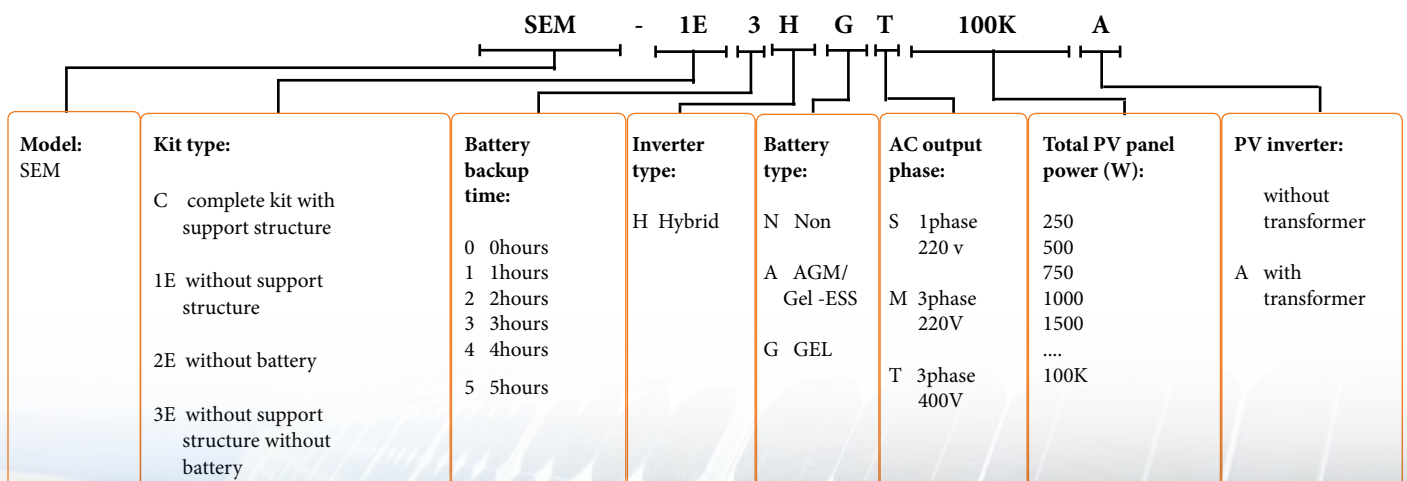 SEM - 1E 3 H G T 100K A
Model:
SEM
Kit type:
C complete kit with
support structure
1E without support
structure
2E without battery
3E without support
structure without
battery
Battery
backup
time:
0 0hours
1 1hours
2 2hours
3 3hours
4 4hours
5 5hours
Inverter
type:
H Hybrid
Battery
type:
N Non
A AGM/
Gel -ESS
G GEL
AC output
phase:
S 1phase
220 v
M 3phase
220V
T 3phase
400V
Total PV panel
power (W):
250
500
750
1000
1500
....
100K
PV inverter:
without
transformer
A with
transformer